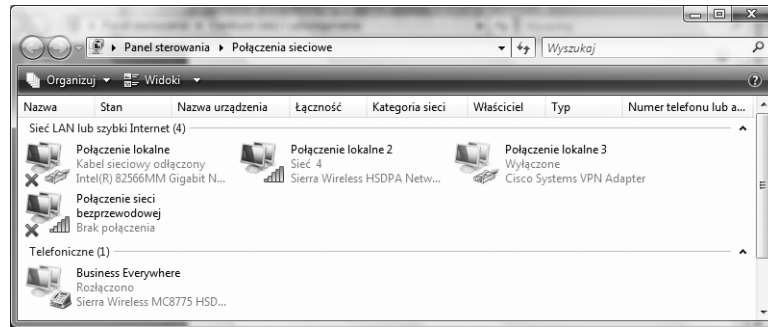 Panel sterowania ▸ Połączenia sieciowe
Wyszukaj
Organizuj
Widoki
Nazwa Stan Nazwa urządzenia Łączność Kategoria sieci Właściciel Typ Numer telefonu lub a...
Sieć LAN lub szybki Internet (4)
Połączenie lokalne
Kabel sieciowy odłączony
Intel(R) 82566MM Gigabit N...
Połączenie lokalne 2
Sieć 4
Sierra Wireless HSDPA Netw...
Połączenie lokalne 3
Wyłączone
Cisco Systems VPN Adapter
Połączenie sieci
bezprzewodowej
Brak połączenia
Telefoniczne (1)
Business Everywhere
Rozłączono
Sierra Wireless MC8775 HSD...